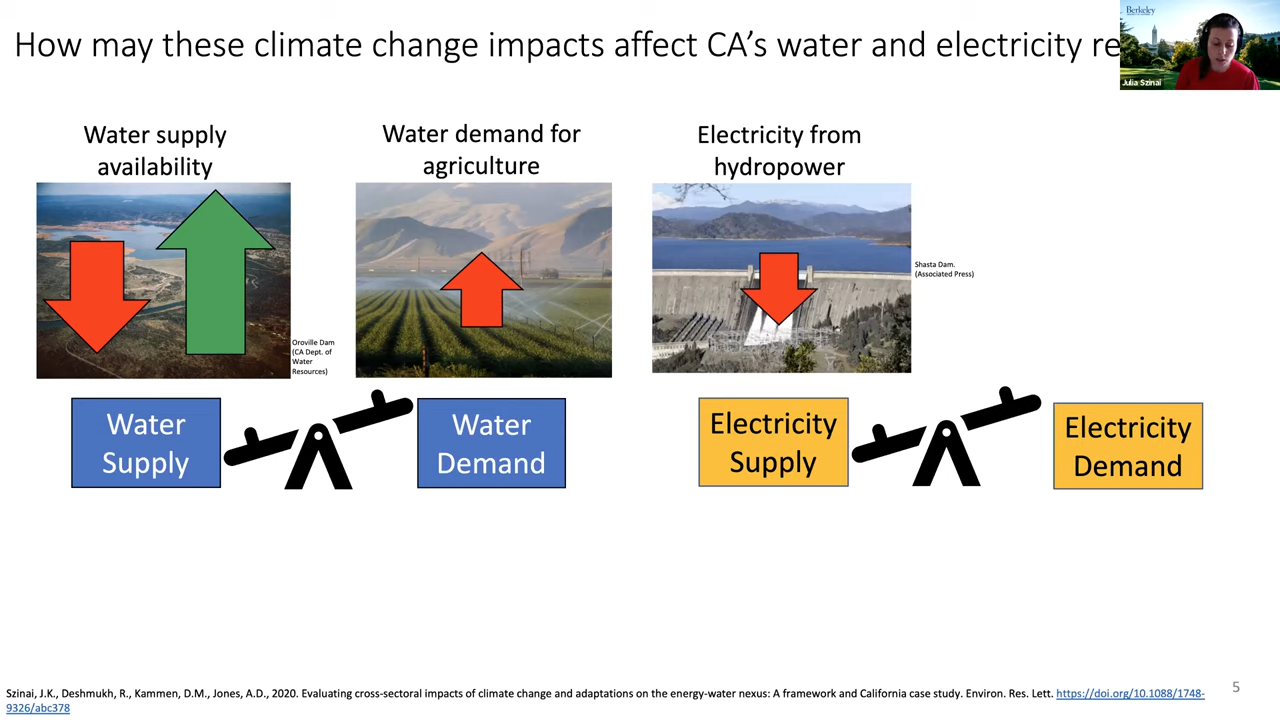 How may these climate change impacts affect CA's water and electricity re
Berkeley
Julia Szinai
Water supply
availability
Water demand for
agriculture
Electricity from
hydropower
Shasta Dam.
(Associated Press)
Oroville Dam
(CA Dept. of
Water
Resources)
Water
Supply
Water
Demand
Electricity
Supply
Electricity
Demand
5
Szinai, J.K., Deshmukh, R., Kammen, D.M., Jones, A.D., 2020. Evaluating cross-sectoral impacts of climate change and adaptations on the energy-water nexus: A framework and California case study. Environ. Res. Lett. https://doi.org/10.1088/1748-
9326/abc378